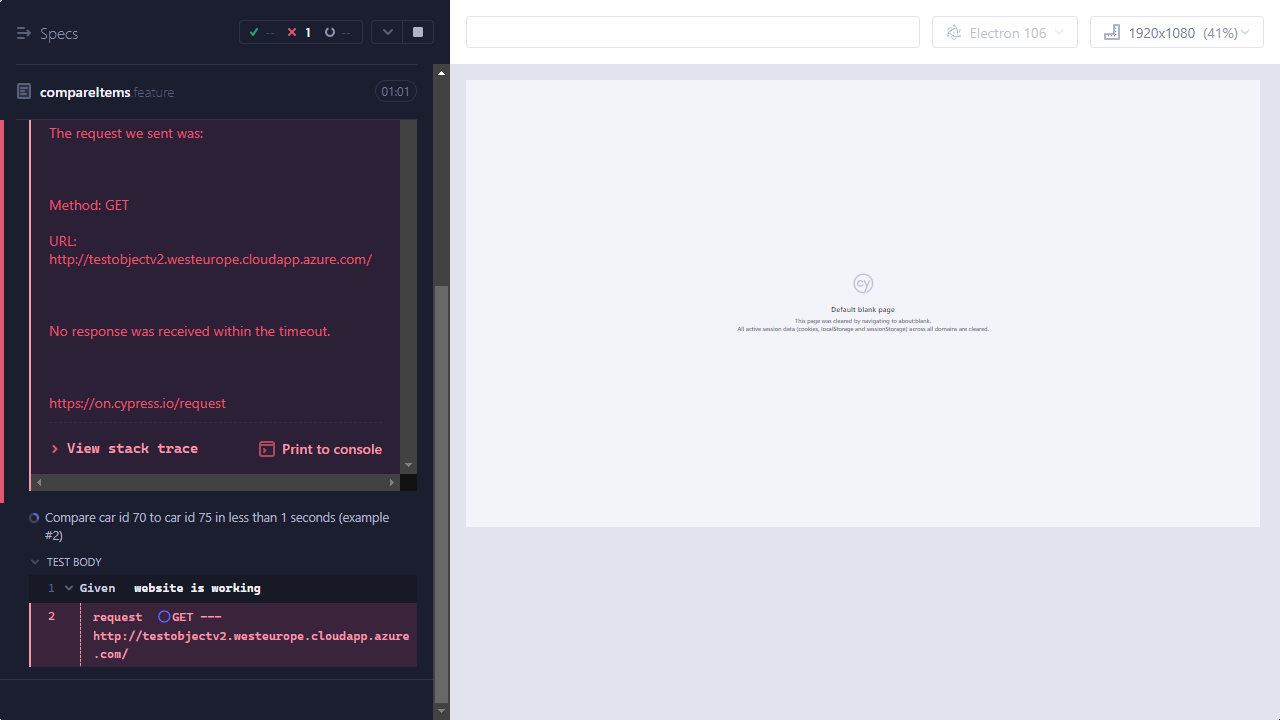 Specs
--
1
--
Electron 106
1920x1080 (41%)
compareItems.feature
01:01
The request we sent was:
Method: GET
URL:
http://testobjectv2.westeurope.cloudapp.azure.com/
No response was received within the timeout.
https://on.cypress.io/request
View stack trace
Print to console
Compare car id 70 to car id 75 in less than 1 seconds (example
#2)
TEST BODY
1 Given website is working
2 request GET ---
http://testobjectv2.westeurope.cloudapp.azure
.com/
cy
Default blank page
This page was cleared by navigating to about:blank.
All active session data (cookies, localStorage and sessionStorage) across all domains are cleared.